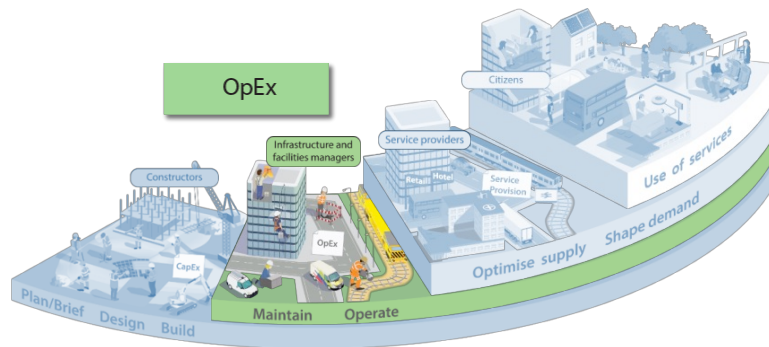 OpEx
Citizens
Infrastructure and
facilities managers
Service providers
Constructors
Retail
Hotel
Service
Provision
OpEx
CapEx
Use of services
Optimise supply Shape demand
Maintain Operate
Plan/Brief Design Build